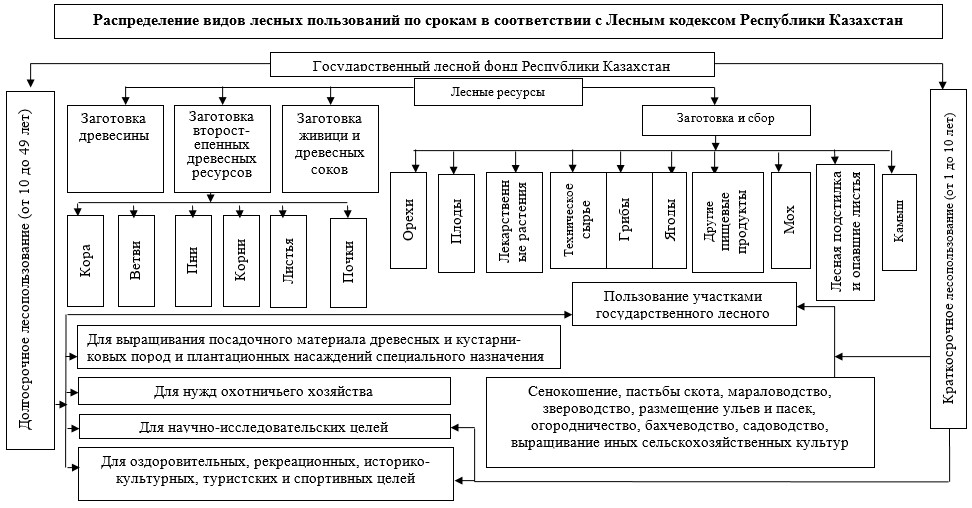 Распределение видов лесных пользований по срокам в соответствии с Лесным кодексом Республики Казахстан
Государственный лесной фонд Республики Казахстан
Лесные ресурсы
Долгосрочное лесопользование (от 10 до 49 лет)
Заготовка
древесины
Заготовка
второст-
епенных
древесных
ресурсов
Заготовка
живици и
древесных
соков
Заготовка и сбор
Краткосрочное лесопользование (от 1 до 10 лет)
Кора
Ветви
Пни
Корни
Листья
Почки
Орехи
Плоды
Лекарственн
ые растения
Техническое
сырье
Грибы
Ягоды
Другие
пищевые
продукты
Мох
Лесная подстилка
и опавшие листья
Камыш
Пользование участками
государственного лесного
Для выращивания посадочного материала древесных и кустарни-
ковых пород и плантационных насаждений специального назначения
Для нужд охотничьего хозяйства
Для научно-исследовательских целей
Для оздоровительных, рекреационных, историко-
культурных, туристских и спортивных целей
Сенокошение, пастьбы скота, мараловодство,
звероводство, размещение ульев и пасек,
огородничество, бахчеводство, садоводство,
выращивание иных сельскохозяйственных культур